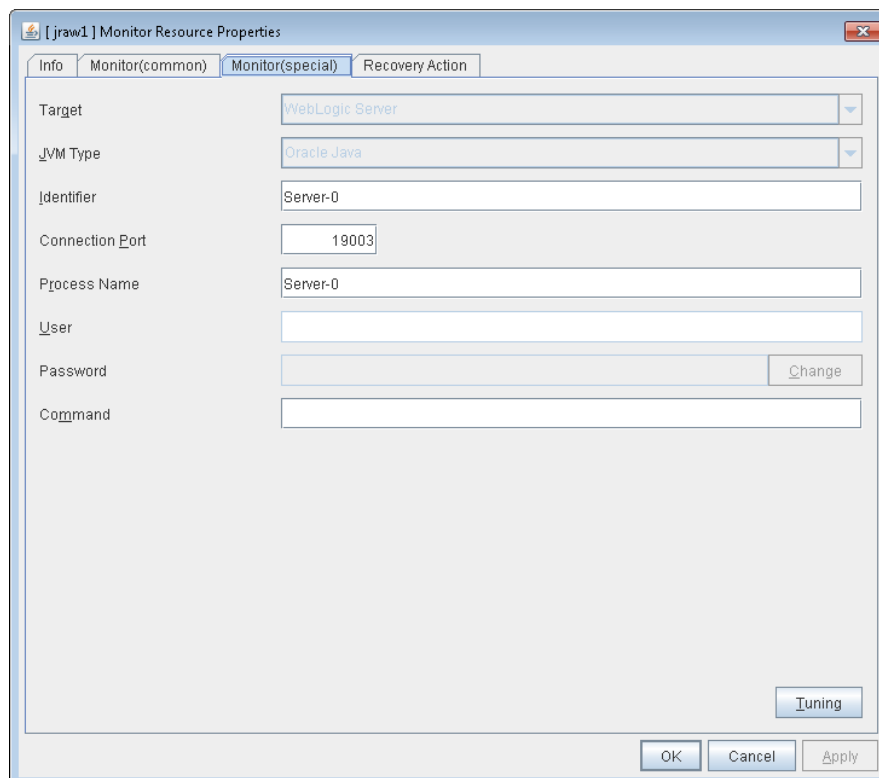 [ jraw1 ] Monitor Resource Properties
Info Monitor(common) Monitor(special) Recovery Action
Target WebLogic Server
JVM Type Oracle Java
Identifier Server-0
Connection Port 19003
Process Name Server-0
User
Password Change
Command
Tuning
OK Cancel Apply